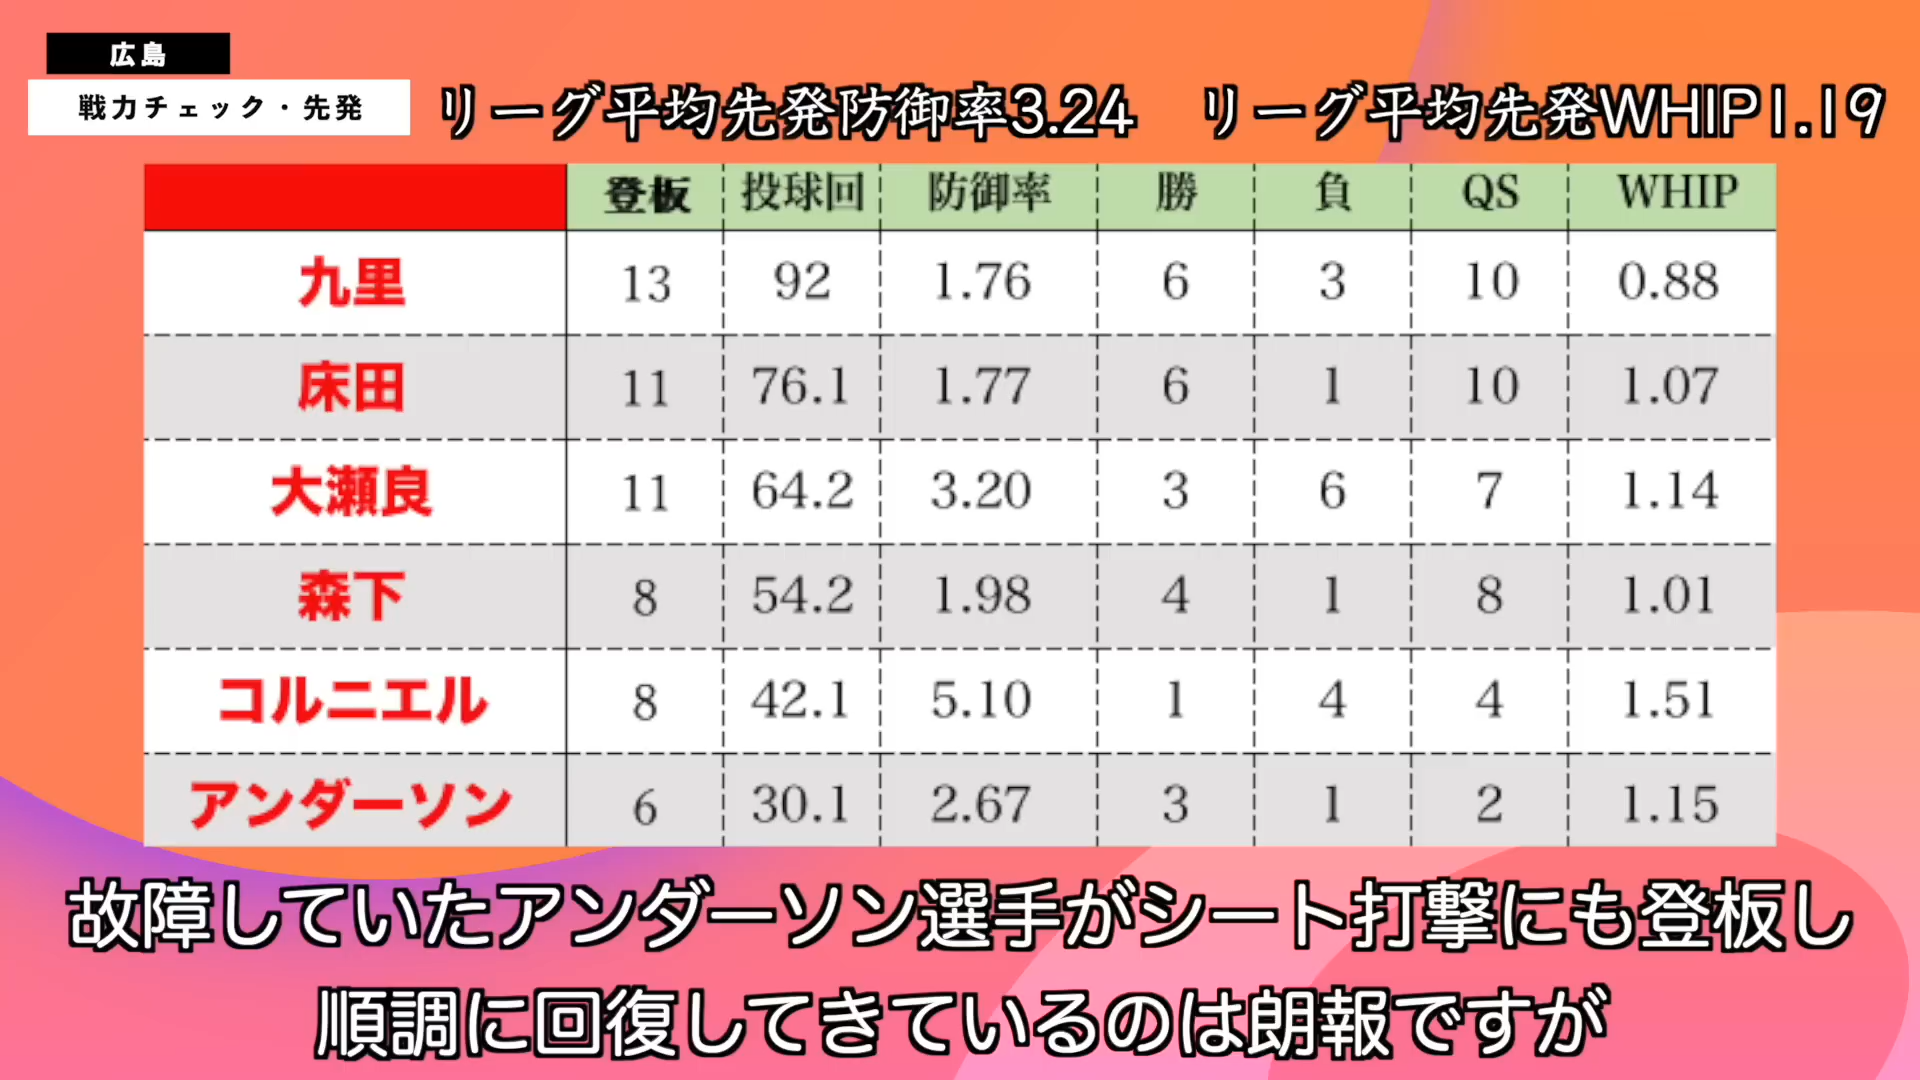 広島
戦力チェック・先発
リーグ平均先発防御率3.24 リーグ平均先発WHIP1.19
登板 投球回 防御率 勝 負 QS WHIP
九里 13 92 1.76 6 3 10 0.88
床田 11 76.1 1.77 6 1 10 1.07
大瀬良 11 64.2 3.20 3 6 7 1.14
森下 8 54.2 1.98 4 1 8 1.01
コルニエル 8 42.1 5.10 1 4 4 1.51
アンダーソン 6 30.1 2.67 3 1 2 1.15
故障していたアンダーソン選手がシート打撃にも登板し
順調に回復してきているのは朗報ですが